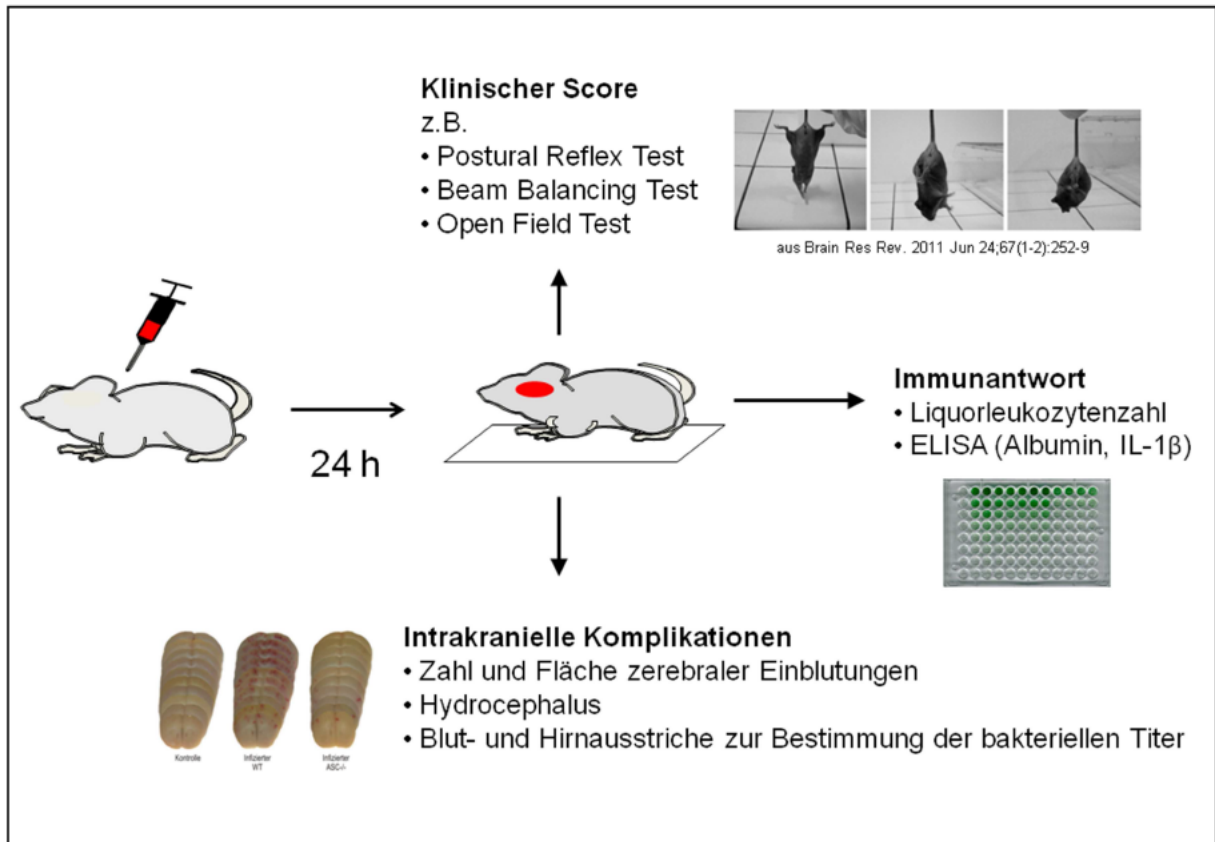 Klinischer Score
z.B.
• Postural Reflex Test
• Beam Balancing Test
• Open Field Test
aus Brain Res Rev. 2011 Jun 24;67(1-2):252-9
24 h
Immunantwort
• Liquorleukozytenzahl
• ELISA (Albumin, IL-1β)
Intrakranielle Komplikationen
• Zahl und Fläche zerebraler Einblutungen
• Hydrocephalus
• Blut- und Hirnausstriche zur Bestimmung der bakteriellen Titer
Kontrolle
Infizierter
WT
Infizierter
ASC-/-